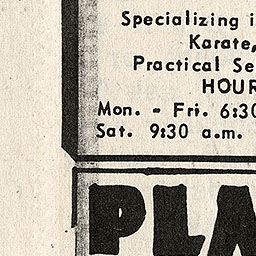 Specializing i
Karate,
Practical Se
HOUR
Mon. - Fri. 6:30
Sat. 9:30 a.m.
PLA